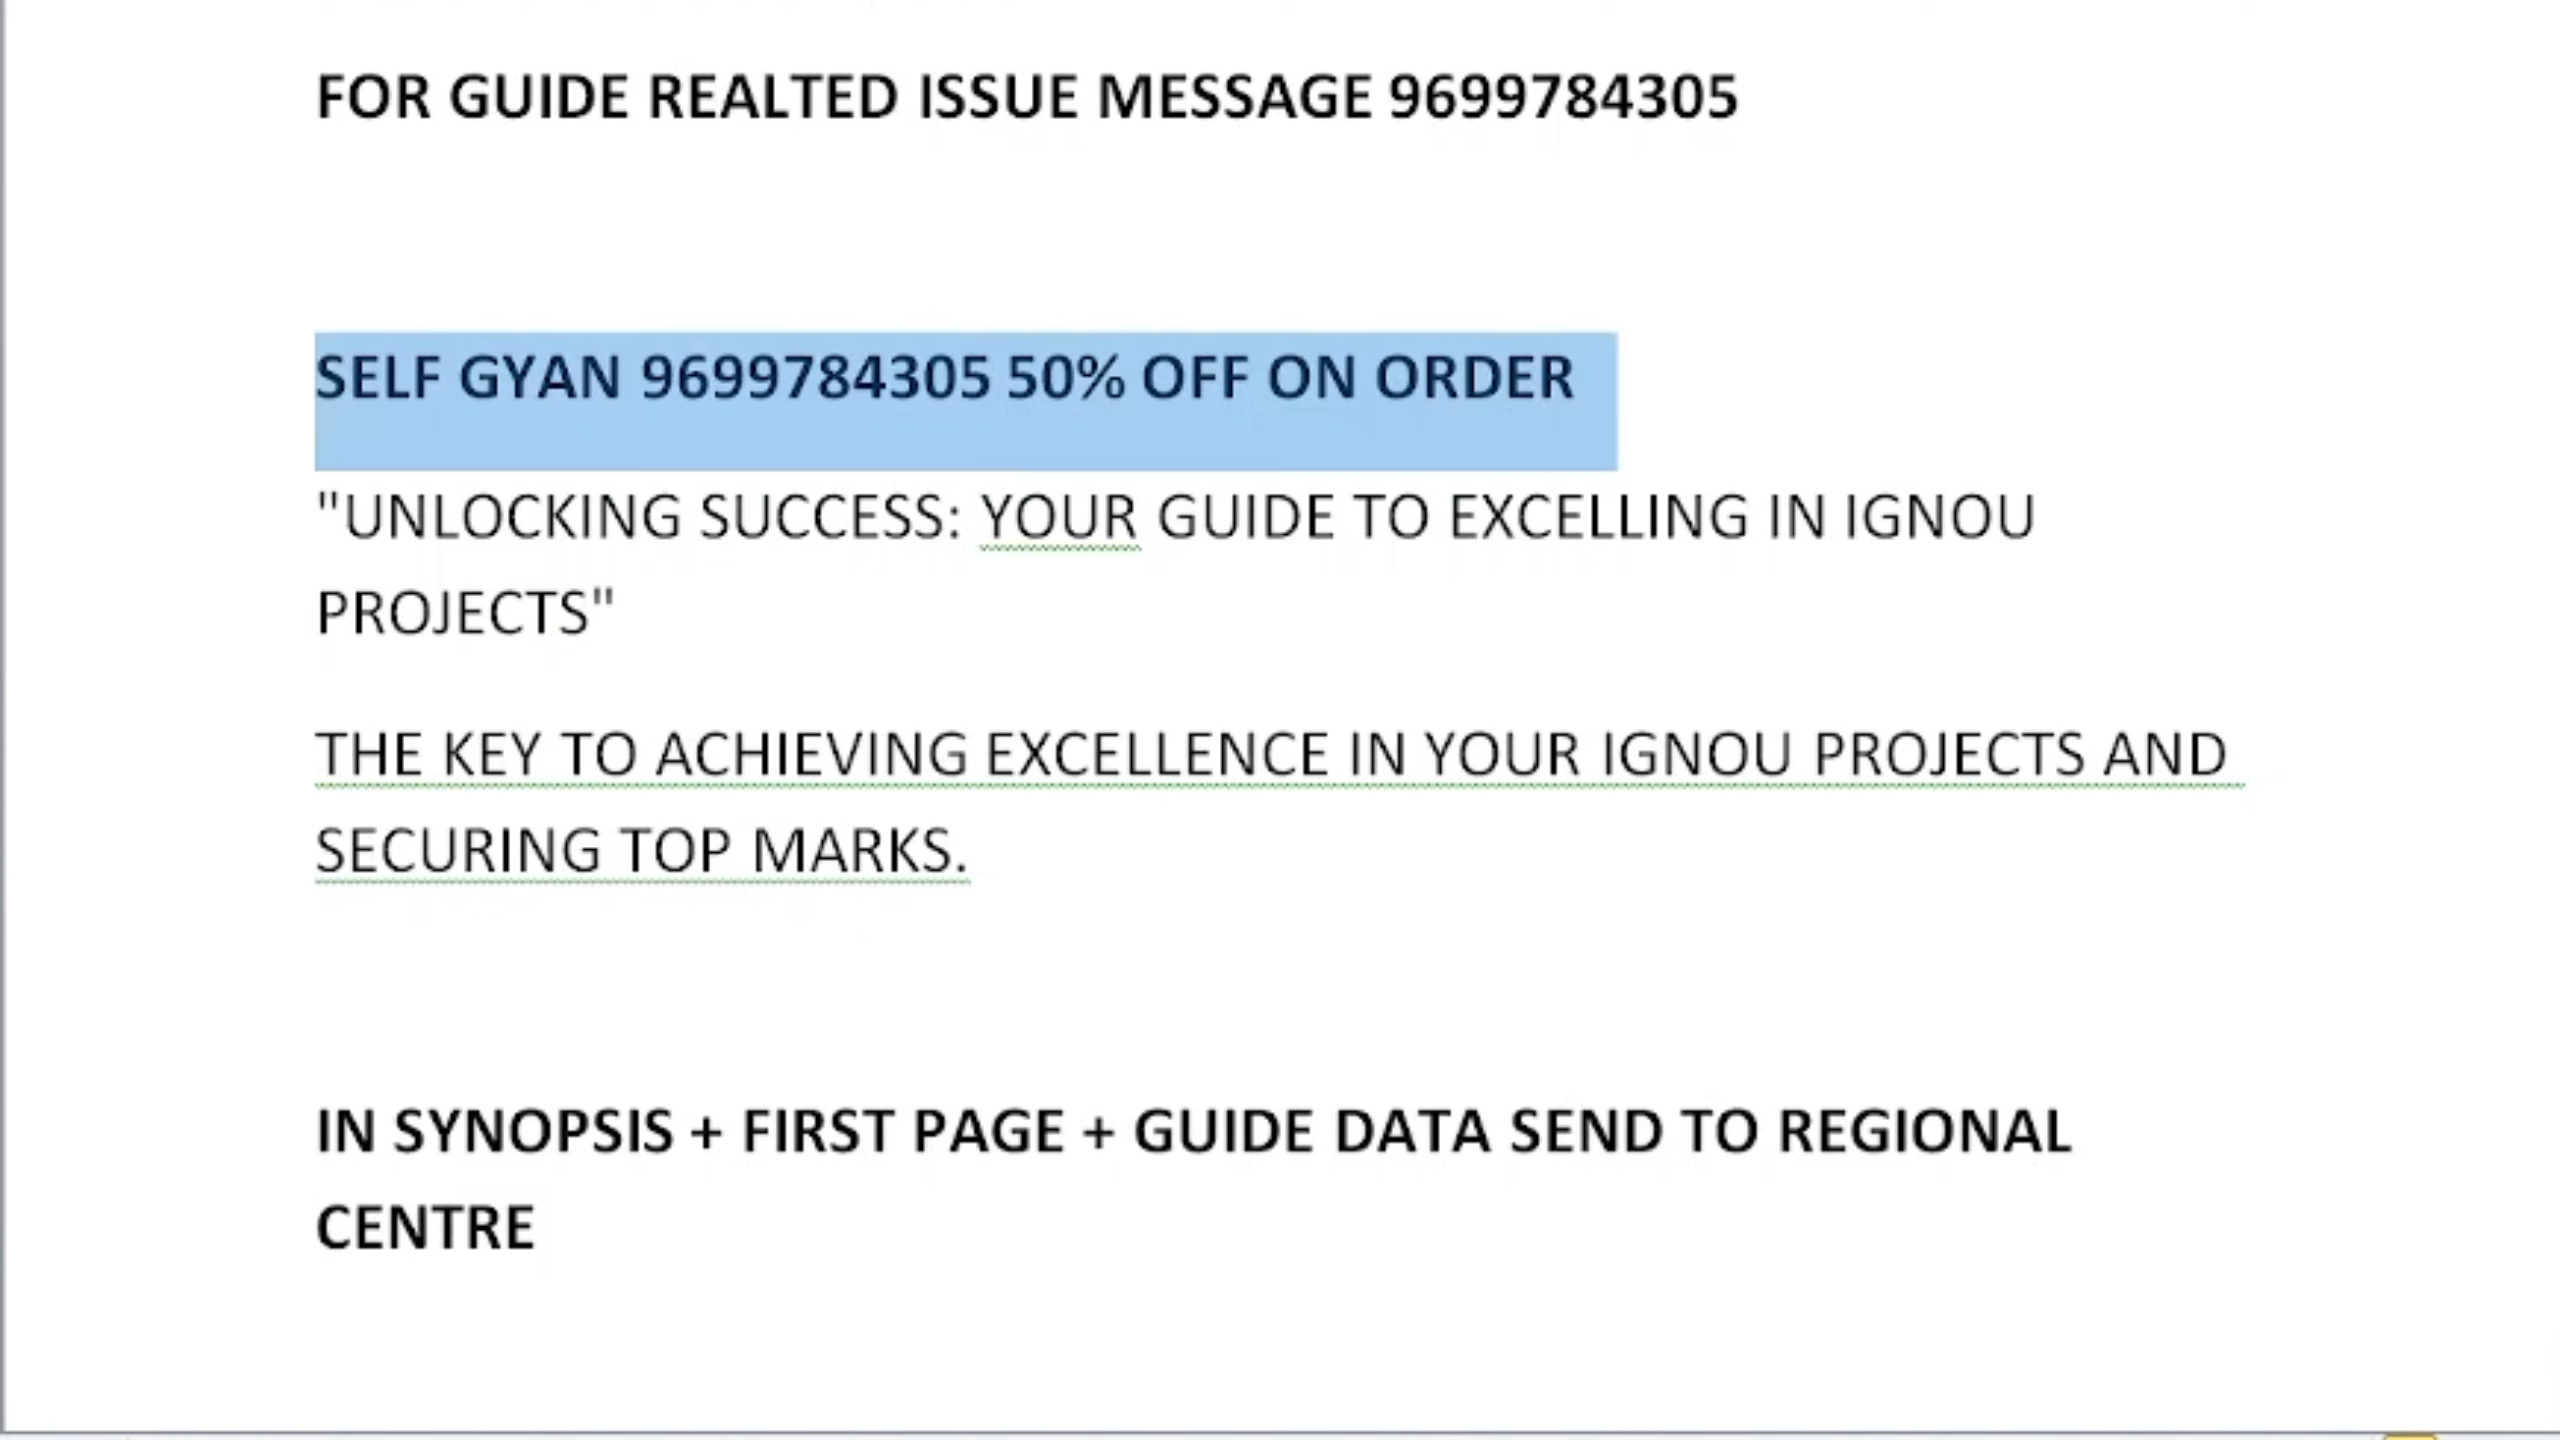 FOR GUIDE REALTED ISSUE MESSAGE 9699784305
SELF GYAN 9699784305 50% OFF ON ORDER
"UNLOCKING SUCCESS: YOUR GUIDE TO EXCELLING IN IGNOU
PROJECTS"
THE KEY TO ACHIEVING EXCELLENCE IN YOUR IGNOU PROJECTS AND
SECURING TOP MARKS.
IN SYNOPSIS + FIRST PAGE + GUIDE DATA SEND TO REGIONAL
CENTRE